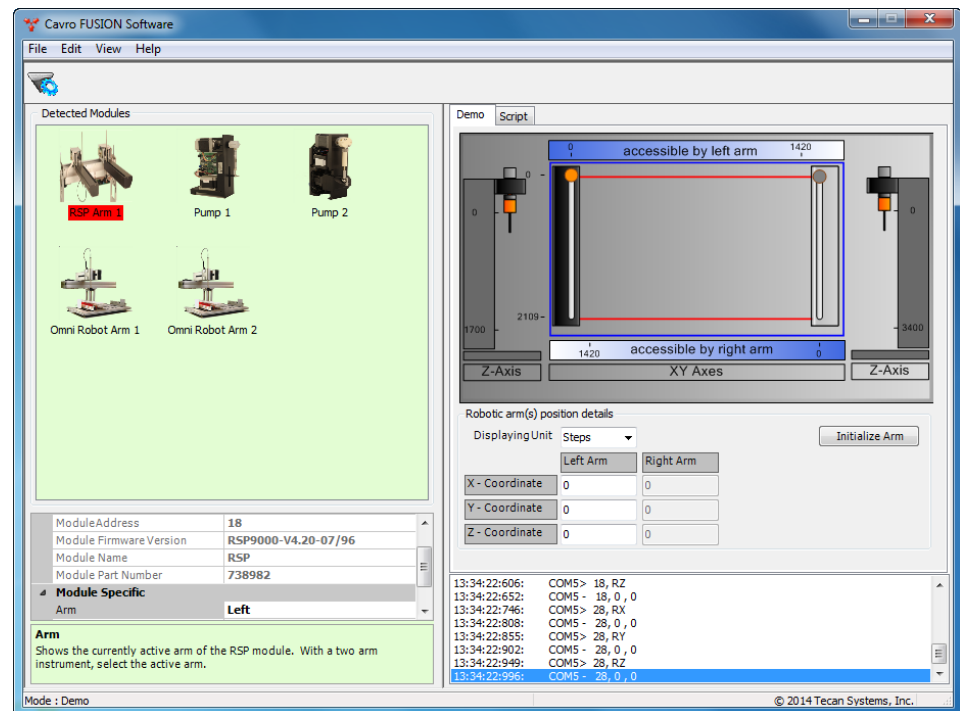 Cavro FUSION Software
File Edit View Help
Detected Modules
RSP Arm 1
Pump 1
Pump 2
Omni Robot Arm 1
Omni Robot Arm 2
ModuleAddress 18
Module Firmware Version RSP9000-V4.20-07/96
Module Name RSP
Module Part Number 738982
Module Specific
Arm Left
Arm
Shows the currently active arm of the RSP module. With a two arm
instrument, select the active arm.
Demo Script
0 accessible by left arm 1420
0
0
0
2109
1700
3400
1420 accessible by right arm 0
Z-Axis XY Axes Z-Axis
Robotic arm(s) position details
DisplayingUnit Steps Initialize Arm
Left Arm Right Arm
X - Coordinate 0 0
Y - Coordinate 0 0
Z - Coordinate 0 0
13:34:22:606: COM5> 18, RZ
13:34:22:652: COM5 - 18, 0 , 0
13:34:22:746: COM5> 28, RX
13:34:22:808: COM5 - 28, 0 , 0
13:34:22:855: COM5> 28, RY
13:34:22:902: COM5 - 28, 0 , 0
13:34:22:949: COM5> 28, RZ
13:34:22:996: COM5 - 28, 0 , 0
Mode : Demo © 2014 Tecan Systems, Inc.